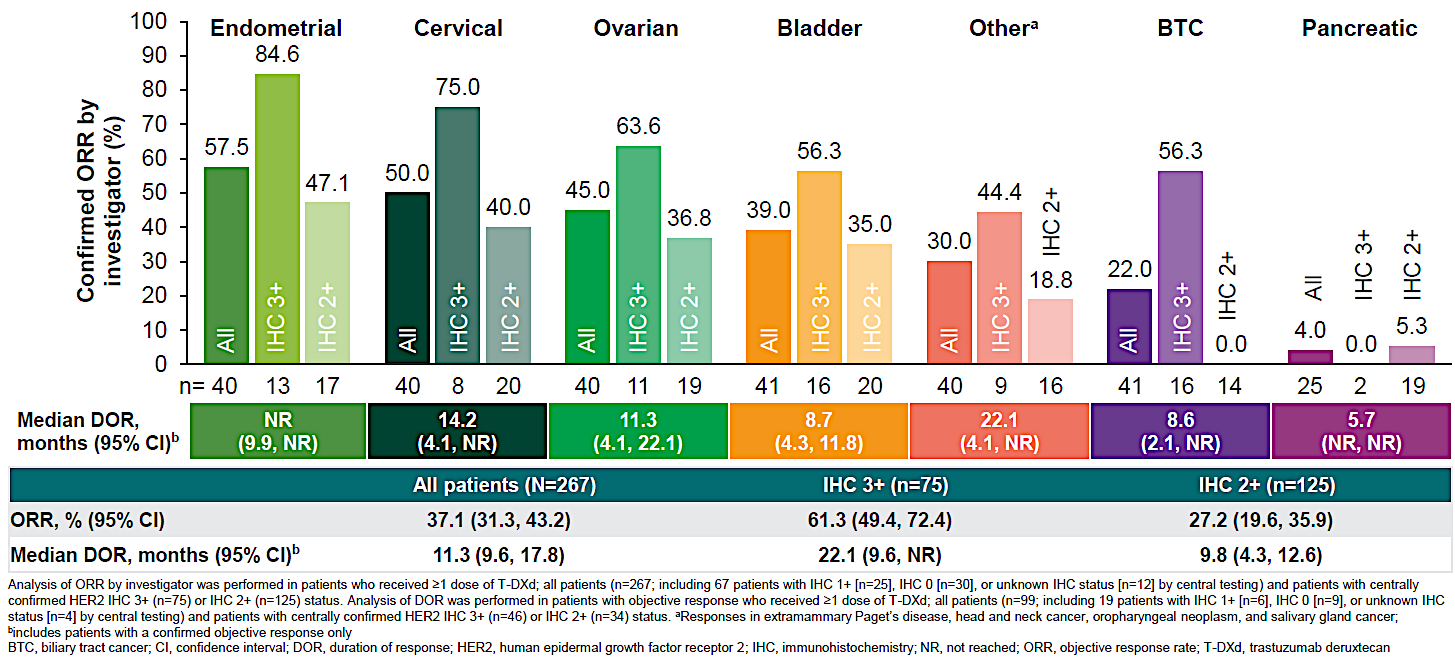 Endometrial Cervical Ovarian Bladder Otherᵃ BTC Pancreatic
Confirmed ORR by
investigator (%)
100
90
80
70
60
50
40
30
20
10
0
57.5 84.6 47.1
All IHC 3+ IHC 2+
50.0 75.0 40.0
All IHC 3+ IHC 2+
45.0 63.6 36.8
All IHC 3+ IHC 2+
39.0 56.3 35.0
All IHC 3+ IHC 2+
30.0 44.4 18.8
All IHC 3+ IHC 2+
22.0 56.3 0.0
All IHC 3+ IHC 2+
4.0 0.0 5.3
All IHC 3+ IHC 2+
n= 40 13 17 40 8 20 40 11 19 41 16 20 40 9 16 41 16 14 25 2 19
Median DOR, NR 14.2 11.3 8.7 22.1 8.6 5.7
months (95% CI)ᵇ (9.9, NR) (4.1, NR) (4.1, 22.1) (4.3, 11.8) (4.1, NR) (2.1, NR) (NR, NR)
All patients (N=267) IHC 3+ (n=75) IHC 2+ (n=125)
ORR, % (95% CI) 37.1 (31.3, 43.2) 61.3 (49.4, 72.4) 27.2 (19.6, 35.9)
Median DOR, months (95% CI)ᵇ 11.3 (9.6, 17.8) 22.1 (9.6, NR) 9.8 (4.3, 12.6)
Analysis of ORR by investigator was performed in patients who received ≥1 dose of T-DXd; all patients (n=267; including 67 patients with IHC 1+ [n=25], IHC 0 [n=30], or unknown IHC status [n=12] by central testing) and patients with centrally
confirmed HER2 IHC 3+ (n=75) or IHC 2+ (n=125) status. Analysis of DOR was performed in patients with objective response who received ≥1 dose of T-DXd; all patients (n=99; including 19 patients with IHC 1+ [n=6], IHC 0 [n=9], or unknown IHC
status [n=4] by central testing) and patients with centrally confirmed HER2 IHC 3+ (n=46) or IHC 2+ (n=34) status. ᵃResponses in extramammary Paget's disease, head and neck cancer, oropharyngeal neoplasm, and salivary gland cancer;
ᵇincludes patients with a confirmed objective response only
BTC, biliary tract cancer; CI, confidence interval; DOR, duration of response; HER2, human epidermal growth factor receptor 2; IHC, immunohistochemistry; NR, not reached; ORR, objective response rate; T-DXd, trastuzumab deruxtecan